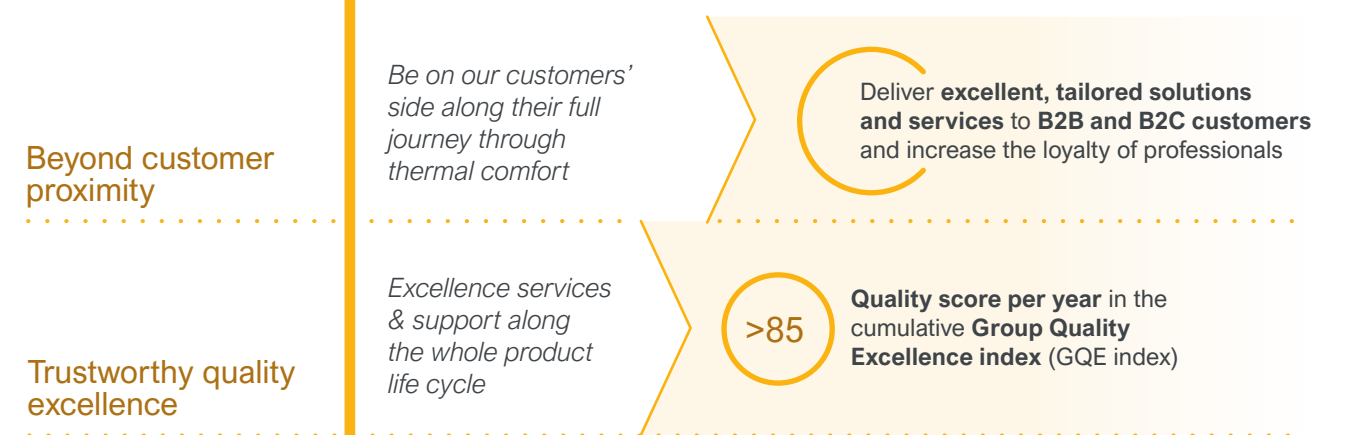 Beyond customer
proximity
Be on our customers’
side along their full
journey through
thermal comfort
Deliver excellent, tailored solutions
and services to B2B and B2C customers
and increase the loyalty of professionals
Trustworthy quality
excellence
Excellence services
& support along
the whole product
life cycle
>85
Quality score per year in the
cumulative Group Quality
Excellence index (GQE index)